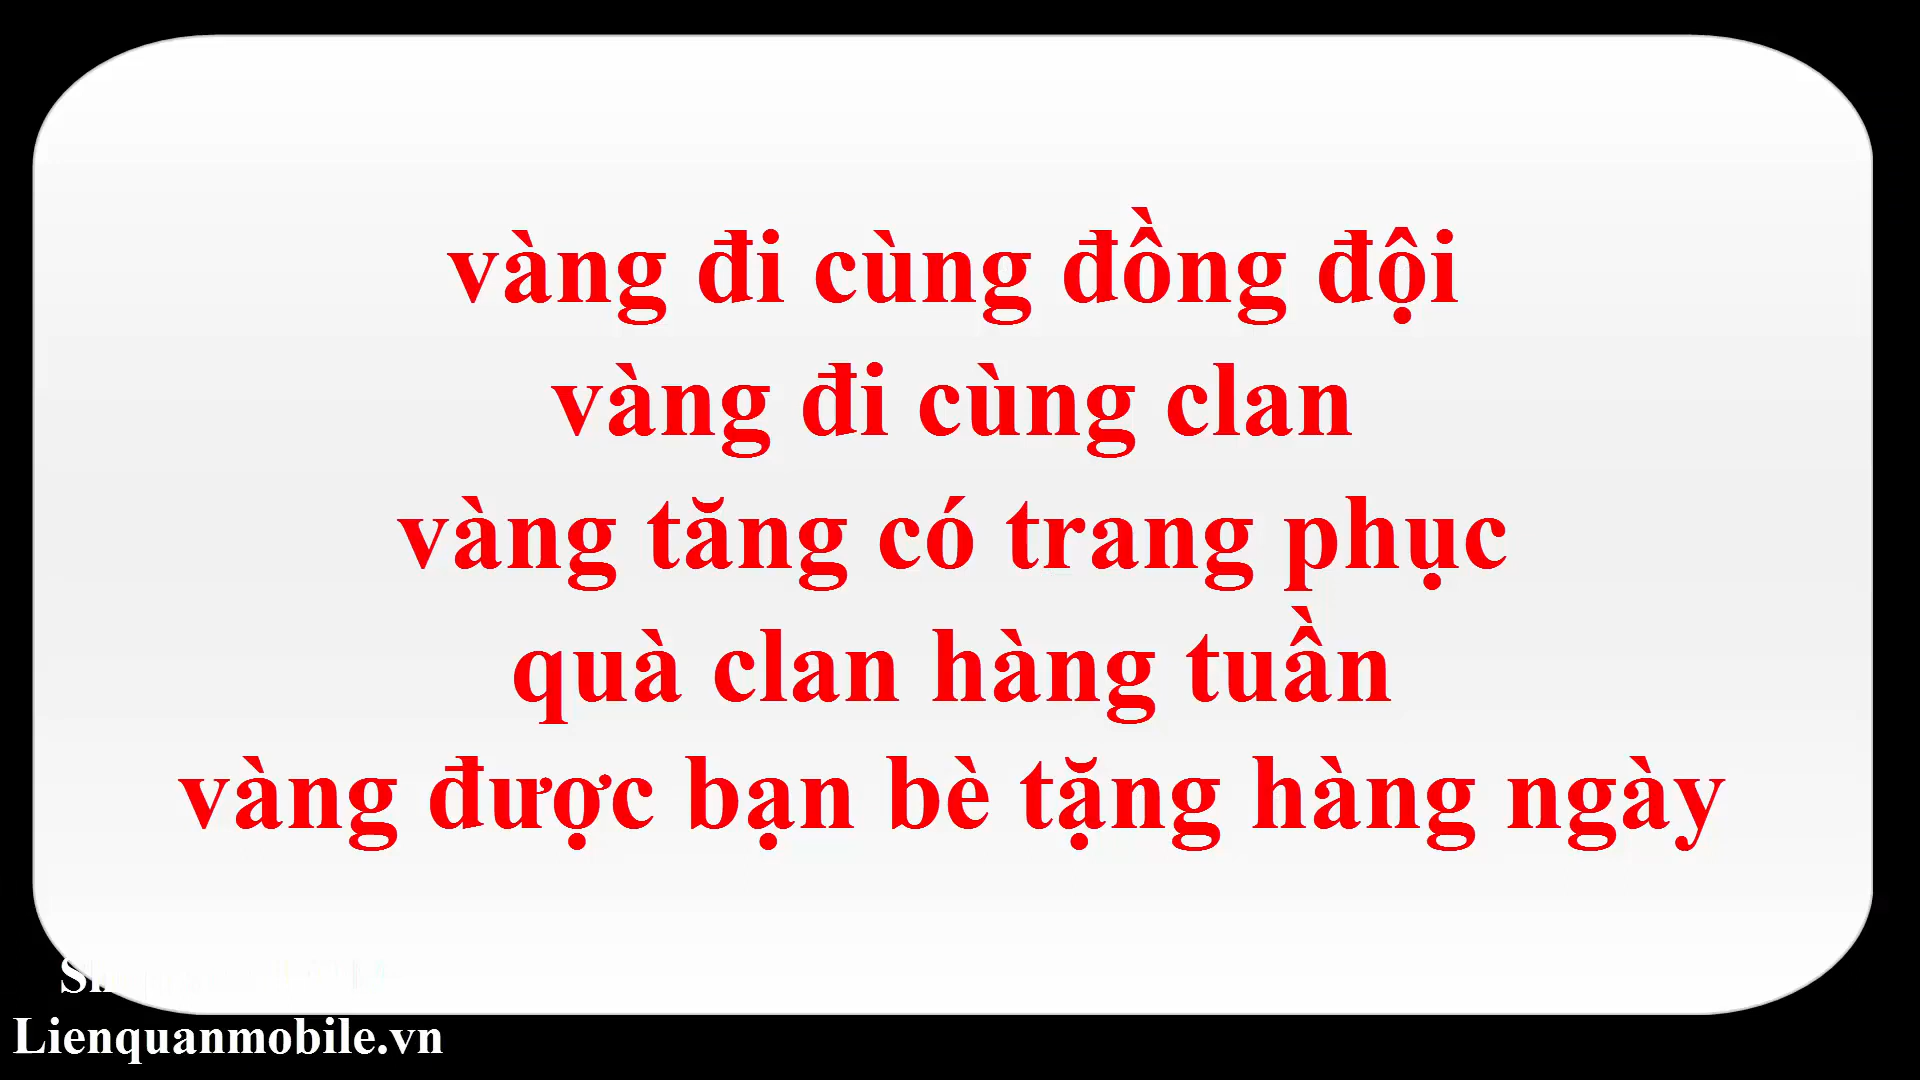 vàng đi cùng đồng đội
vàng đi cùng clan
vàng tăng có trang phục
quà clan hàng tuần
vàng được bạn bè tặng hàng ngày
Lienquanmobile.vn